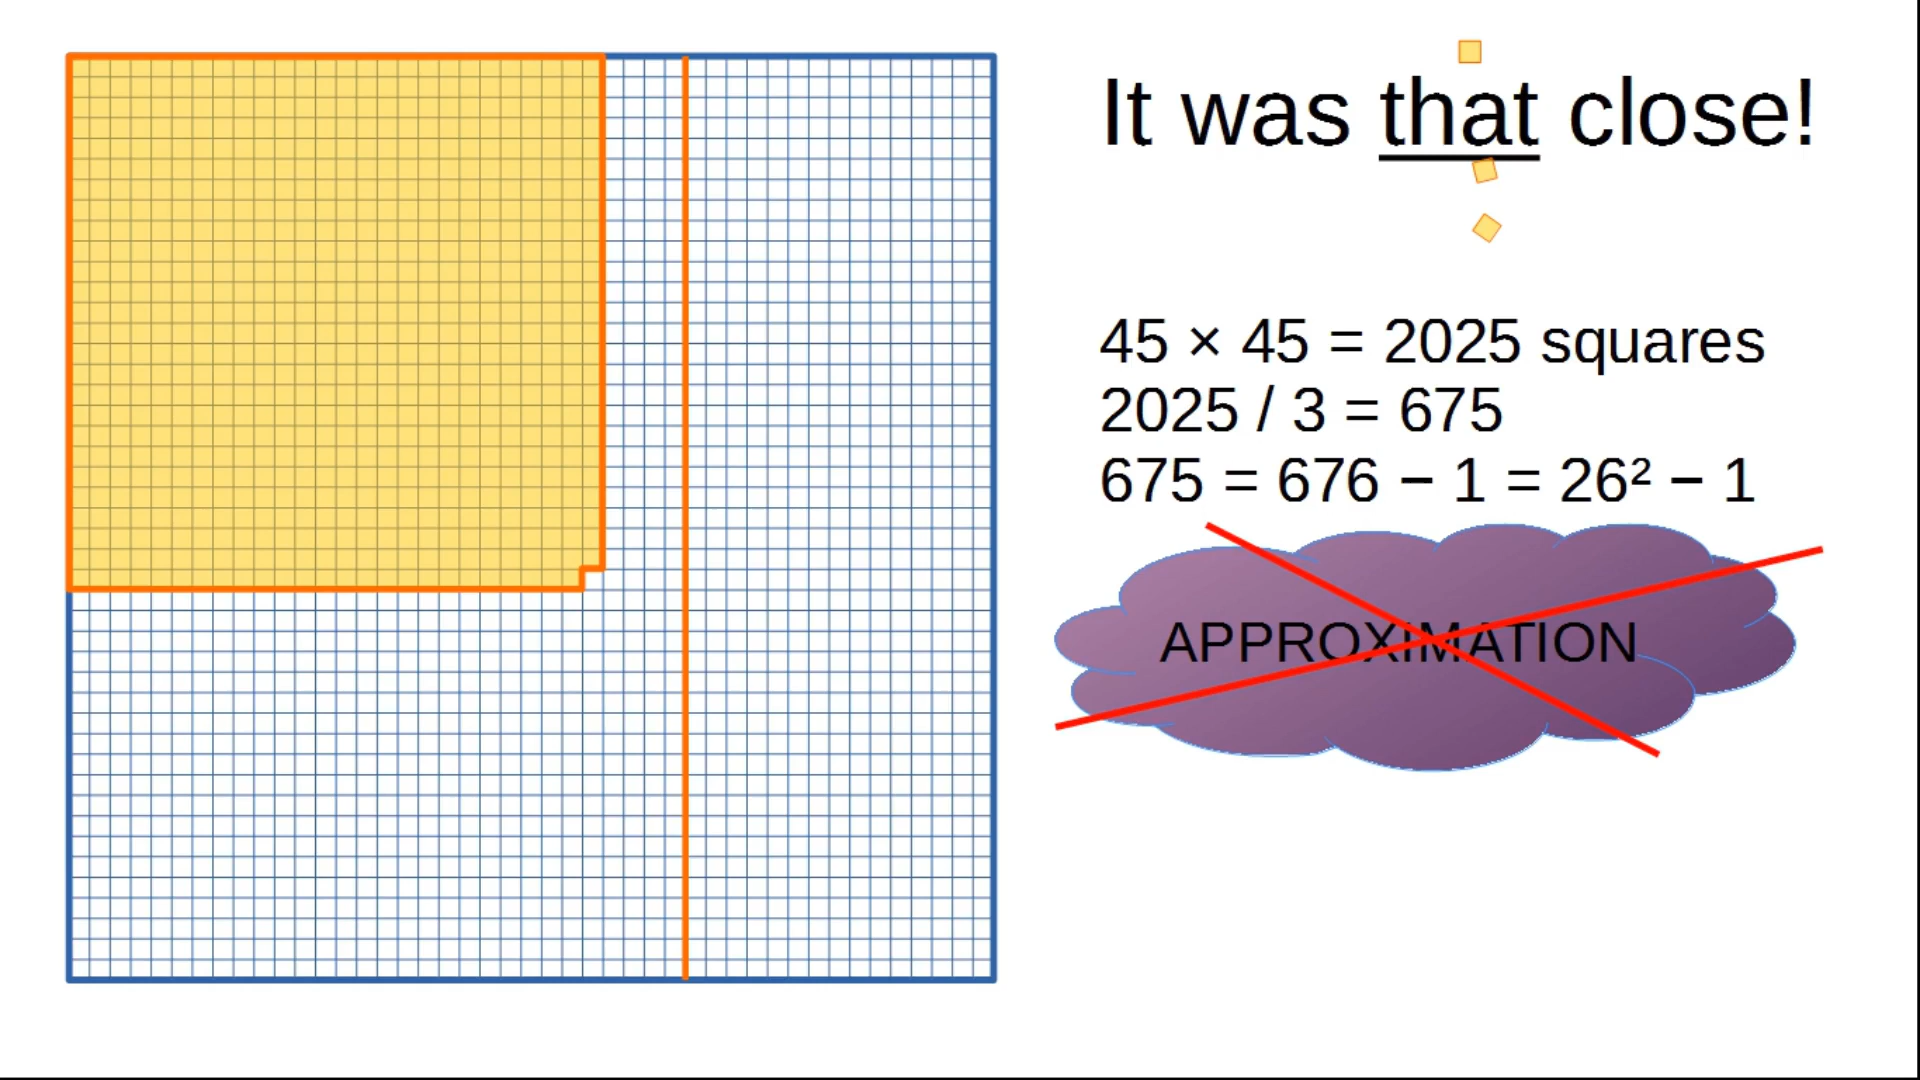 It was that close!
45 × 45 = 2025 squares
2025 / 3 = 675
675 = 676 − 1 = 26² − 1
APPROXIMATION